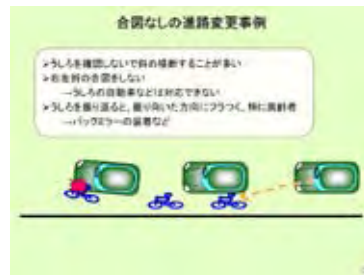 合図なしの進路変更事例
➢うしろを確認しないで斜め横断することが多い
➢右左折の合図をしない
→うしろの自動車などは対応できない
➢うしろを振り返ると、振り向いた方向にフラつく、特に高齢者
→バックミラーの装着など